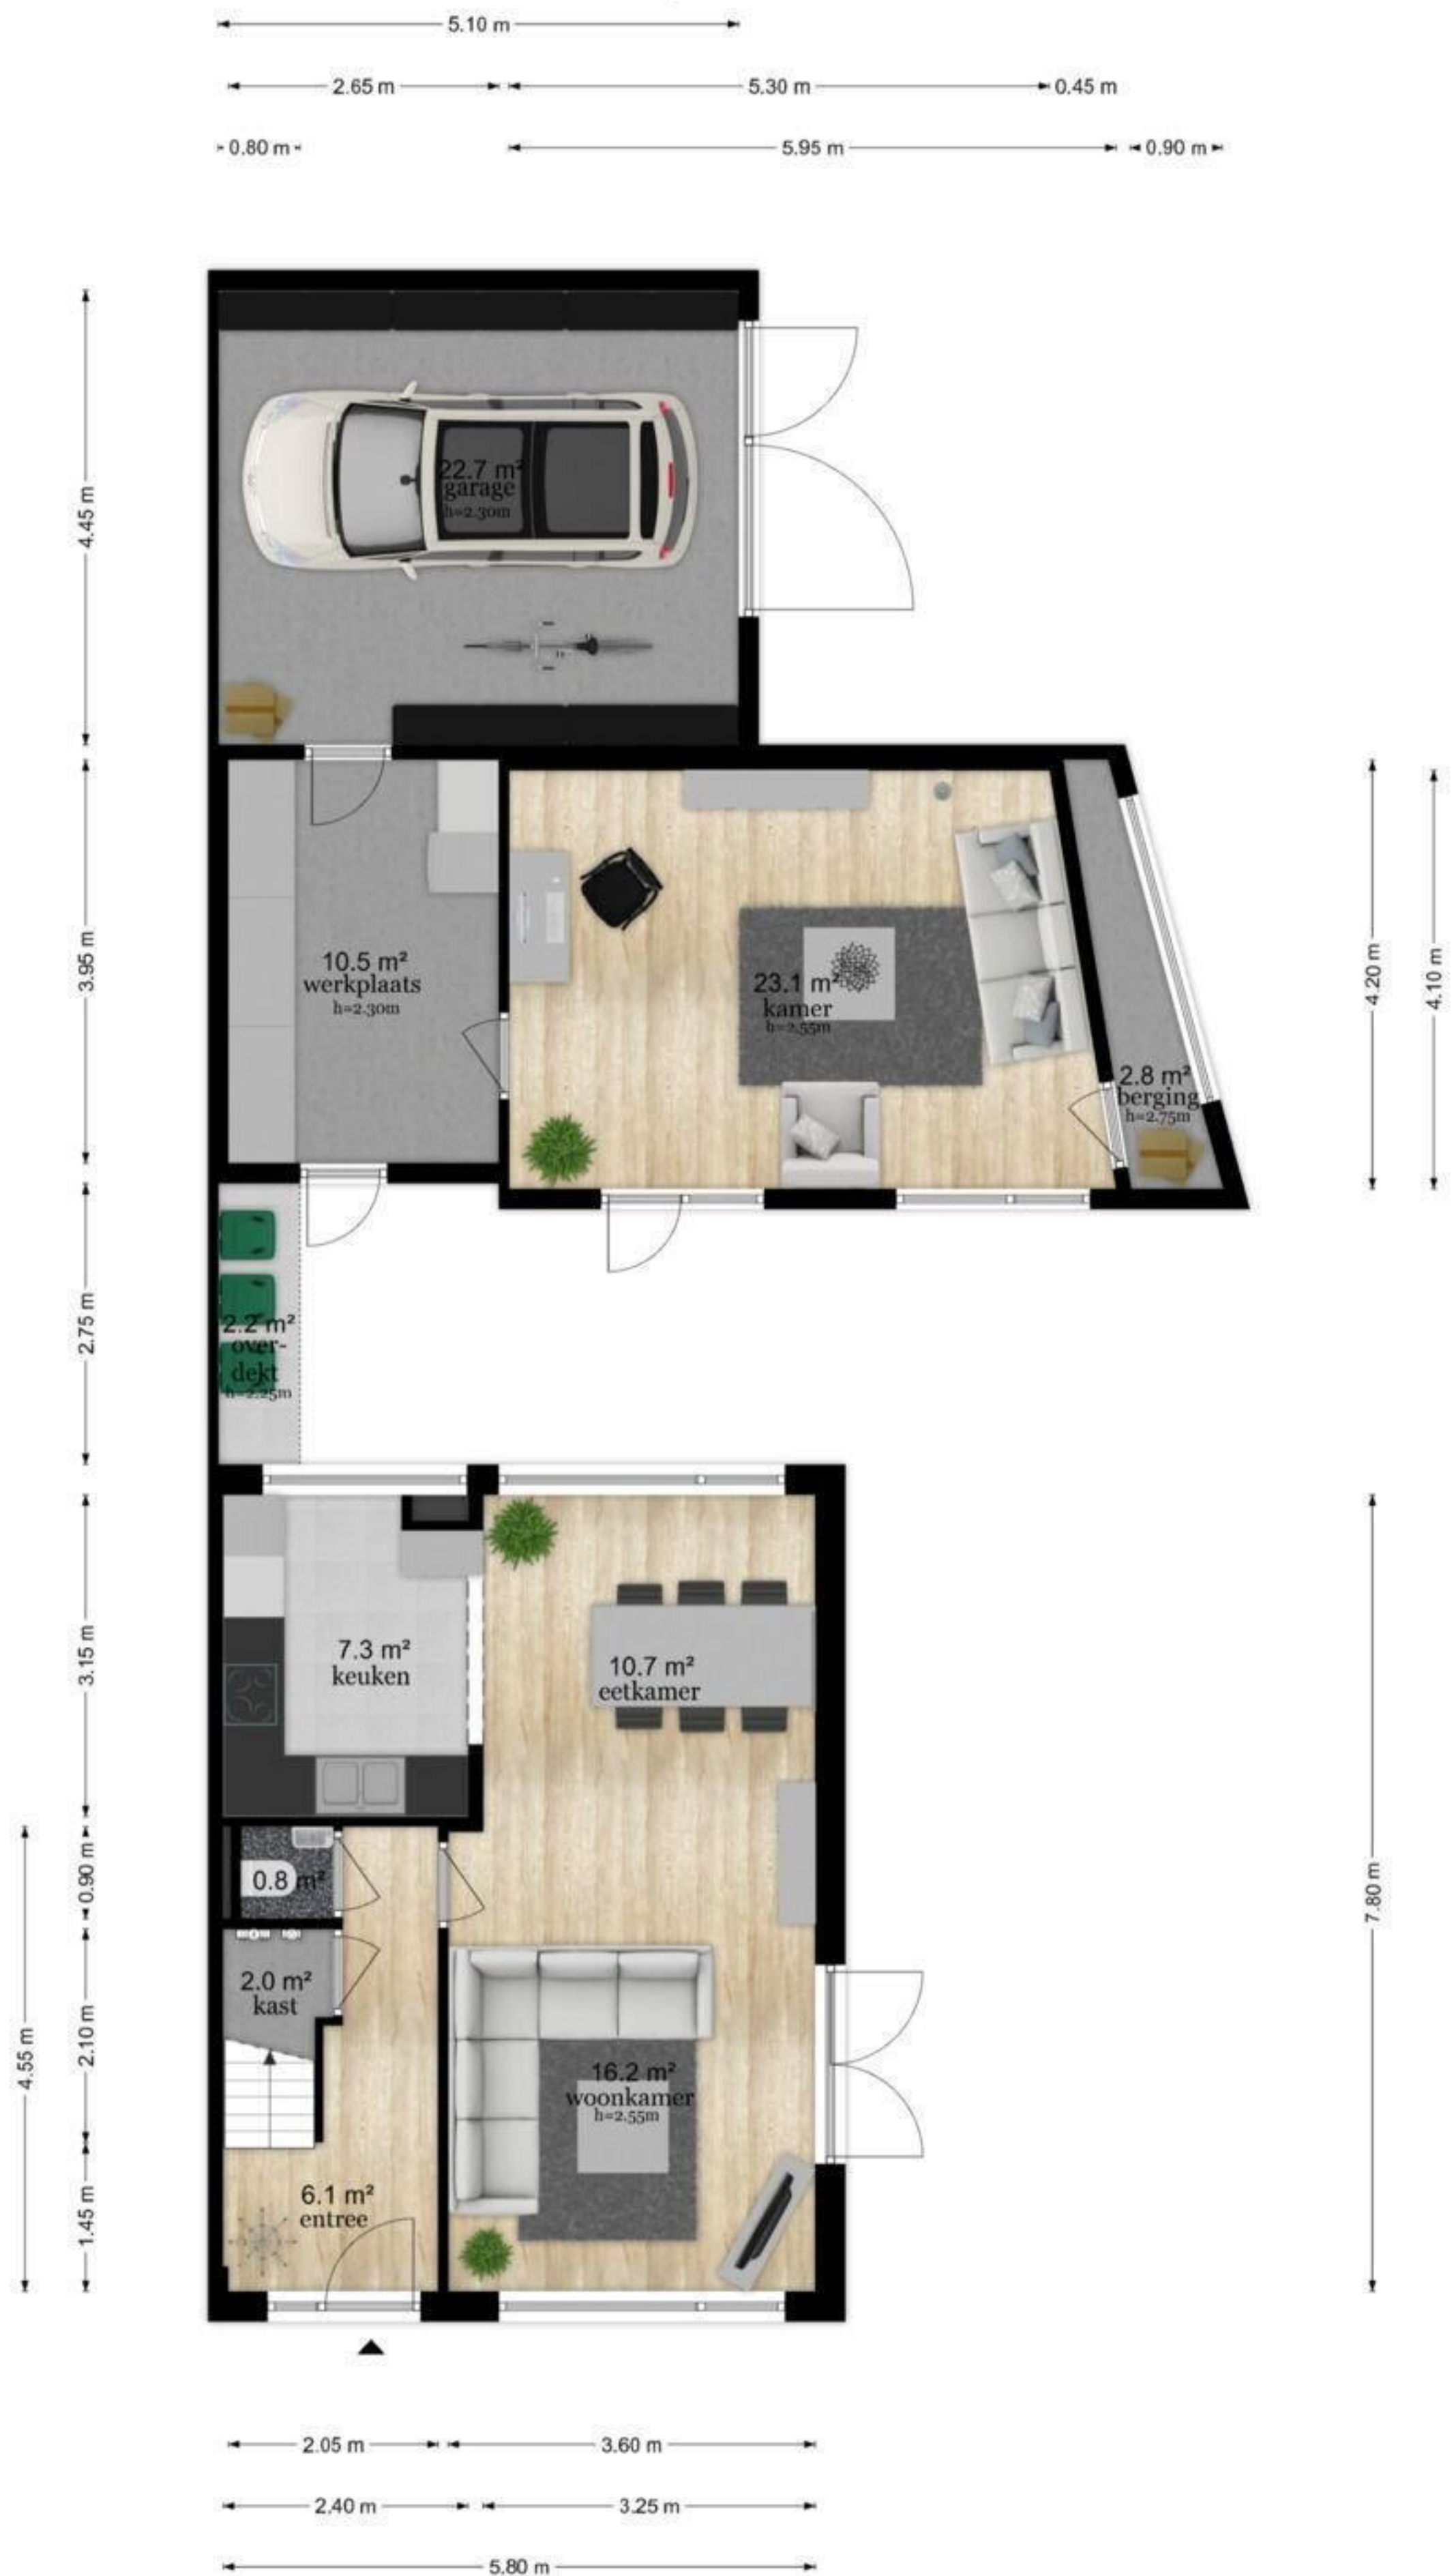 5.10 m
2.65 m
5.30 m
0.45 m
0.80 m
5.95 m
0.90 m
4.45 m
22.7 m²
garage
h=2.30m
3.95 m
10.5 m²
werkplaats
h=2.30m
23.1 m²
kamer
h=2.55m
2.8 m²
berging
h=2.75m
4.20 m
4.10 m
2.75 m
2.2 m²
over-
dekt
h=2.25m
3.15 m
7.3 m²
keuken
10.7 m²
eetkamer
7.80 m
0.90 m
0.8 m²
4.55 m
2.10 m
2.0 m²
kast
16.2 m²
woonkamer
h=2.55m
1.45 m
6.1 m²
entree
2.05 m
3.60 m
2.40 m
3.25 m
5.80 m